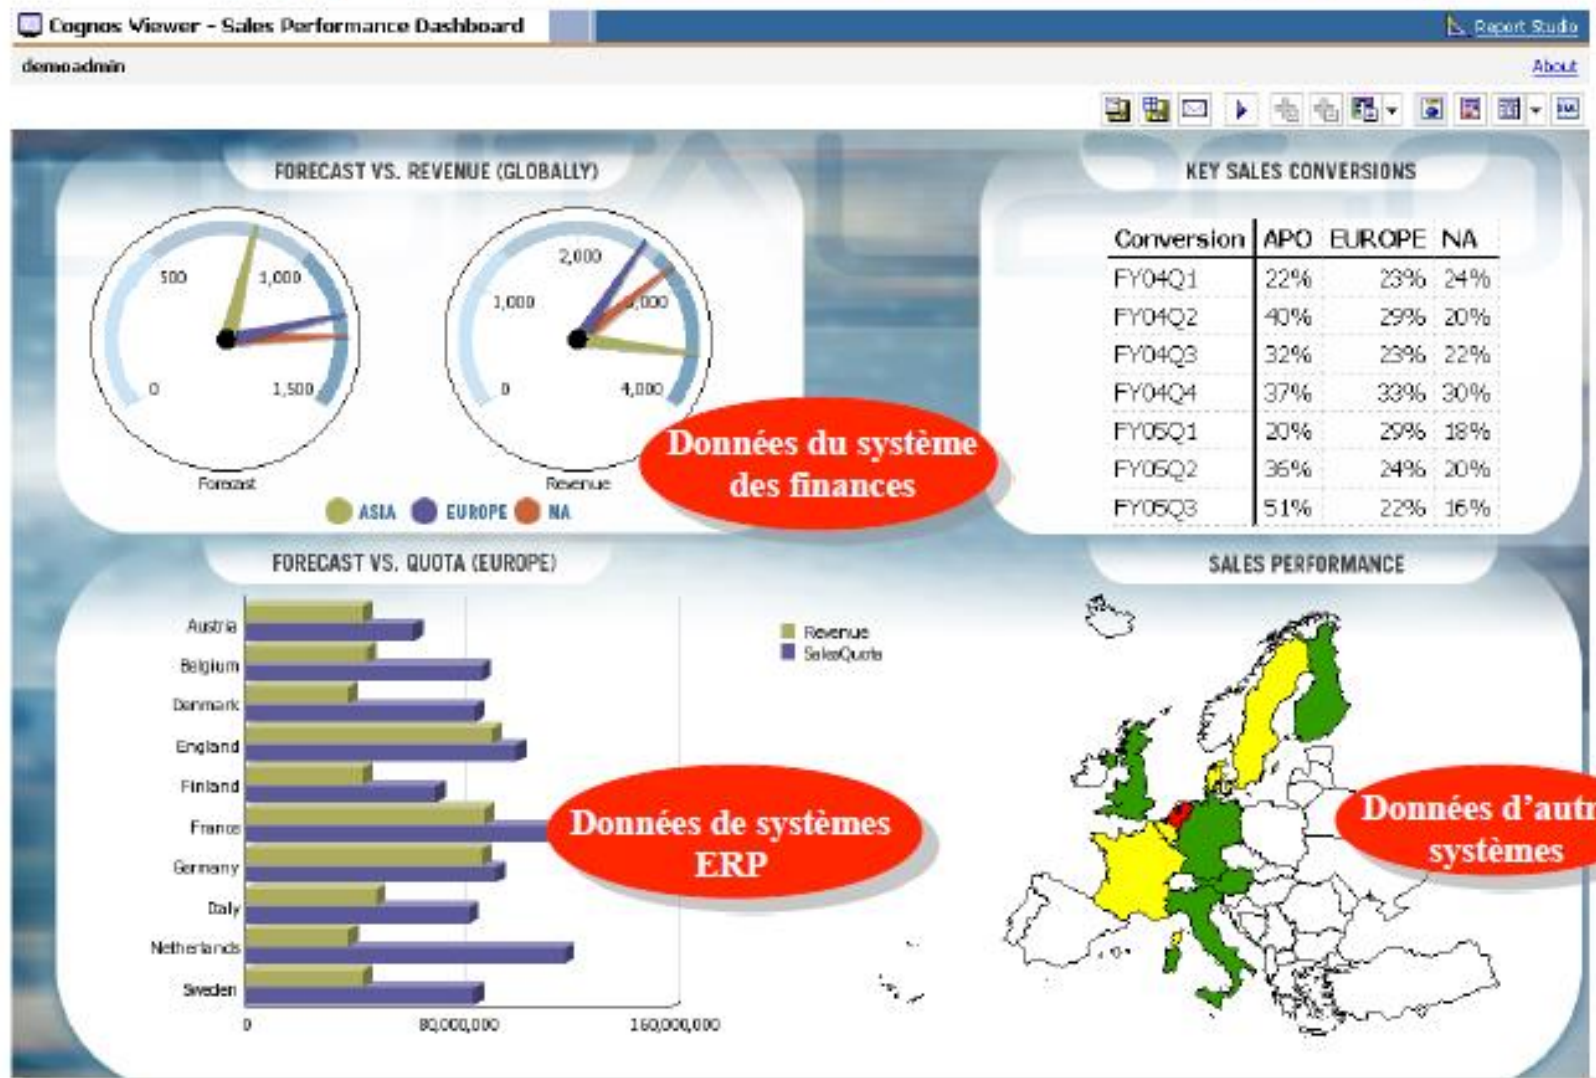 Cognos Viewer - Sales Performance Dashboard
Report Studio
demoadmin
About
FORECAST VS. REVENUE (GLOBALLY)
500
1,000
0
1,500
Forecast
2,000
1,000
0
4,000
Revenue
ASIA EUROPE NA
Données du système
des finances
KEY SALES CONVERSIONS
Conversion APO EUROPE NA
FY04Q1 22% 23% 24%
FY04Q2 40% 29% 20%
FY04Q3 32% 23% 22%
FY04Q4 37% 33% 30%
FY05Q1 20% 29% 18%
FY05Q2 36% 24% 20%
FY05Q3 51% 22% 16%
FORECAST VS. QUOTA (EUROPE)
Austria
Belgium
Denmark
England
Finland
France
Germany
Italy
Netherlands
Sweden
0 80,000,000 160,000,000
Revenue
SalesQuota
Données de systèmes
ERP
SALES PERFORMANCE
Données d'autr
systèmes